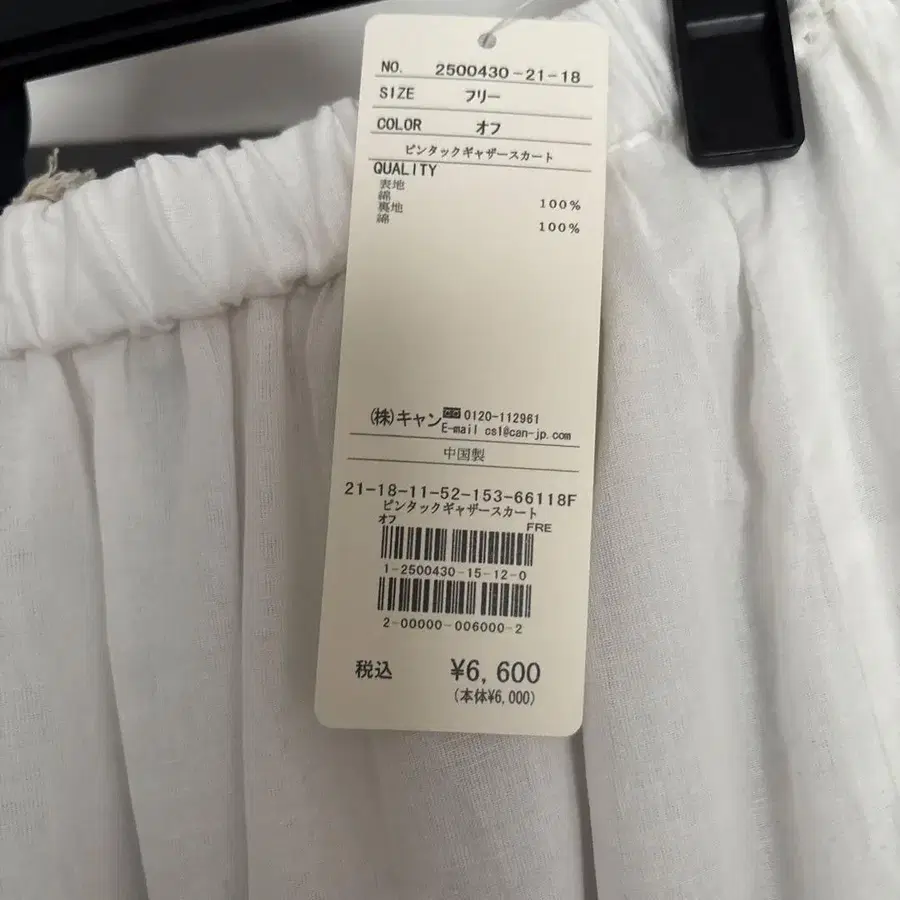 NO. 2500430-21-18
SIZE フリー
COLOR オフ
ピンタックギャザースカート
QUALITY
表地
綿 100%
裏地
綿 100%
(株)キャン 0120-112961
E-mail cs1@can-jp.com
中国製
21-18-11-52-153-66118F
ピンタックギャザースカート
オフ FRE
1-2500430-15-12-0
2-00000-006000-2
税込 ¥6,600
(本体¥6,000)